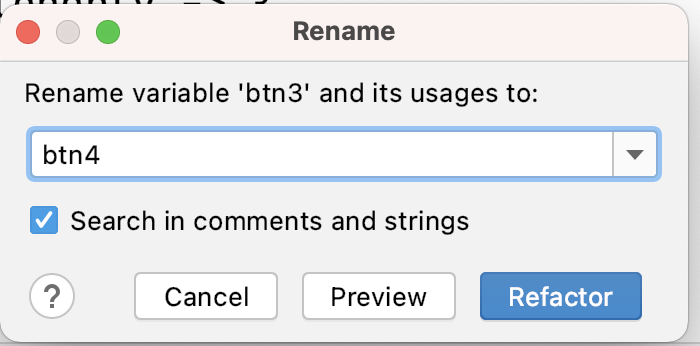 Rename
Rename variable 'btn3' and its usages to:
btn4
Search in comments and strings
? Cancel Preview Refactor